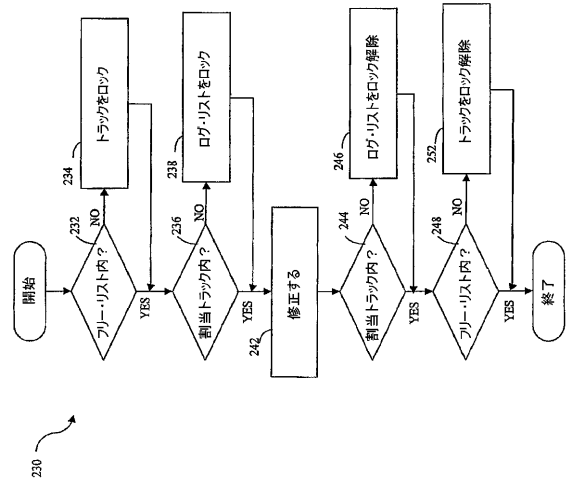 開始
232
フリー・リスト内？
NO
YES
234
トラックをロック
236
割当トラック内？
NO
YES
238
ログ・リストをロック
242
修正する
244
割当トラック内？
NO
YES
246
ログ・リストをロック解除
248
フリー・リスト内？
NO
YES
252
トラックをロック解除
終了
230